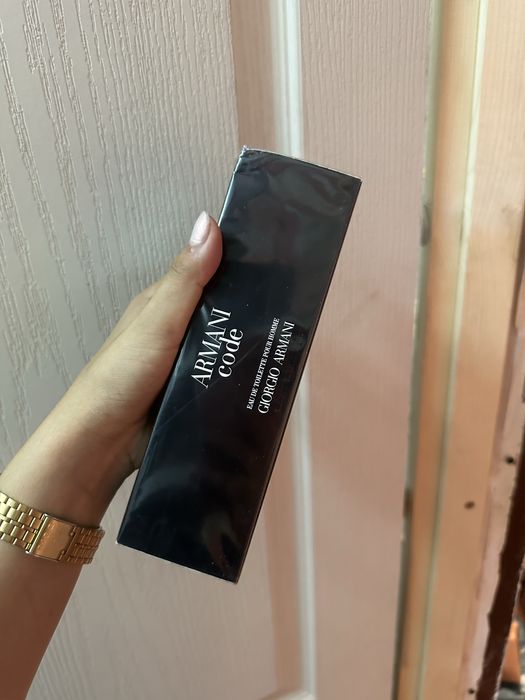 ARMANI
code
EAU DE TOILETTE POUR HOMME
GIORGIO ARMANI